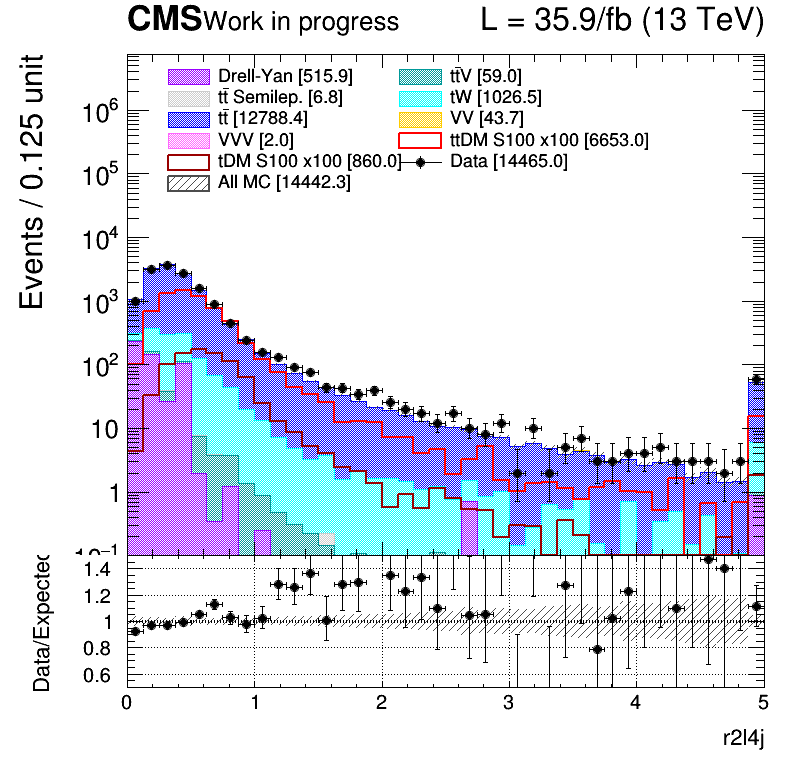 CMS Work in progress L = 35.9/fb (13 TeV)
Drell-Yan [515.9] tt̄V [59.0]
tt̄ Semilep. [6.8] tW [1026.5]
tt̄ [12788.4] VV [43.7]
VVV [2.0] ttDM S100 x100 [6653.0]
tDM S100 x100 [860.0] Data [14465.0]
All MC [14442.3]
Events / 0.125 unit
10⁶
10⁵
10⁴
10³
10²
10
1
10⁻¹
Data/Expected
1.4
1.2
1
0.8
0.6
0 1 2 3 4 5
r2l4j